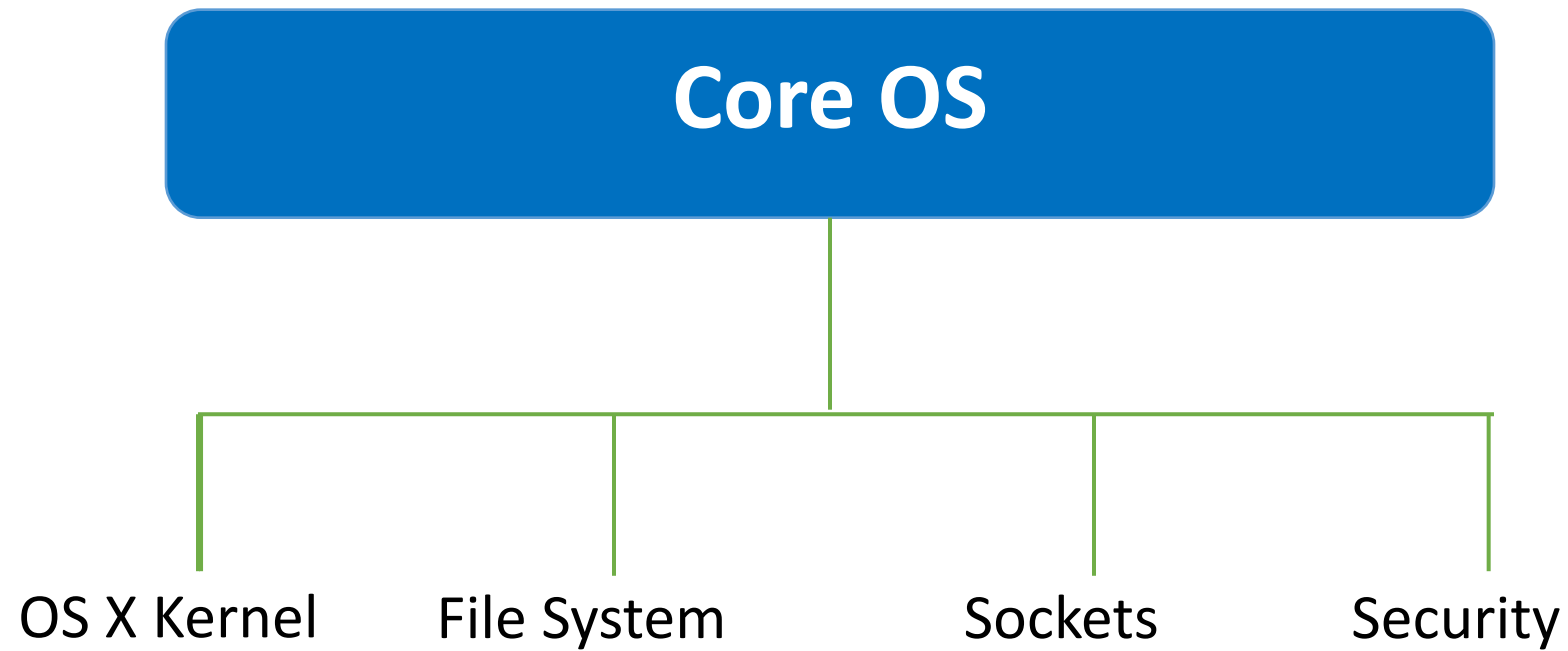 Core OS
OS X Kernel
File System
Sockets
Security